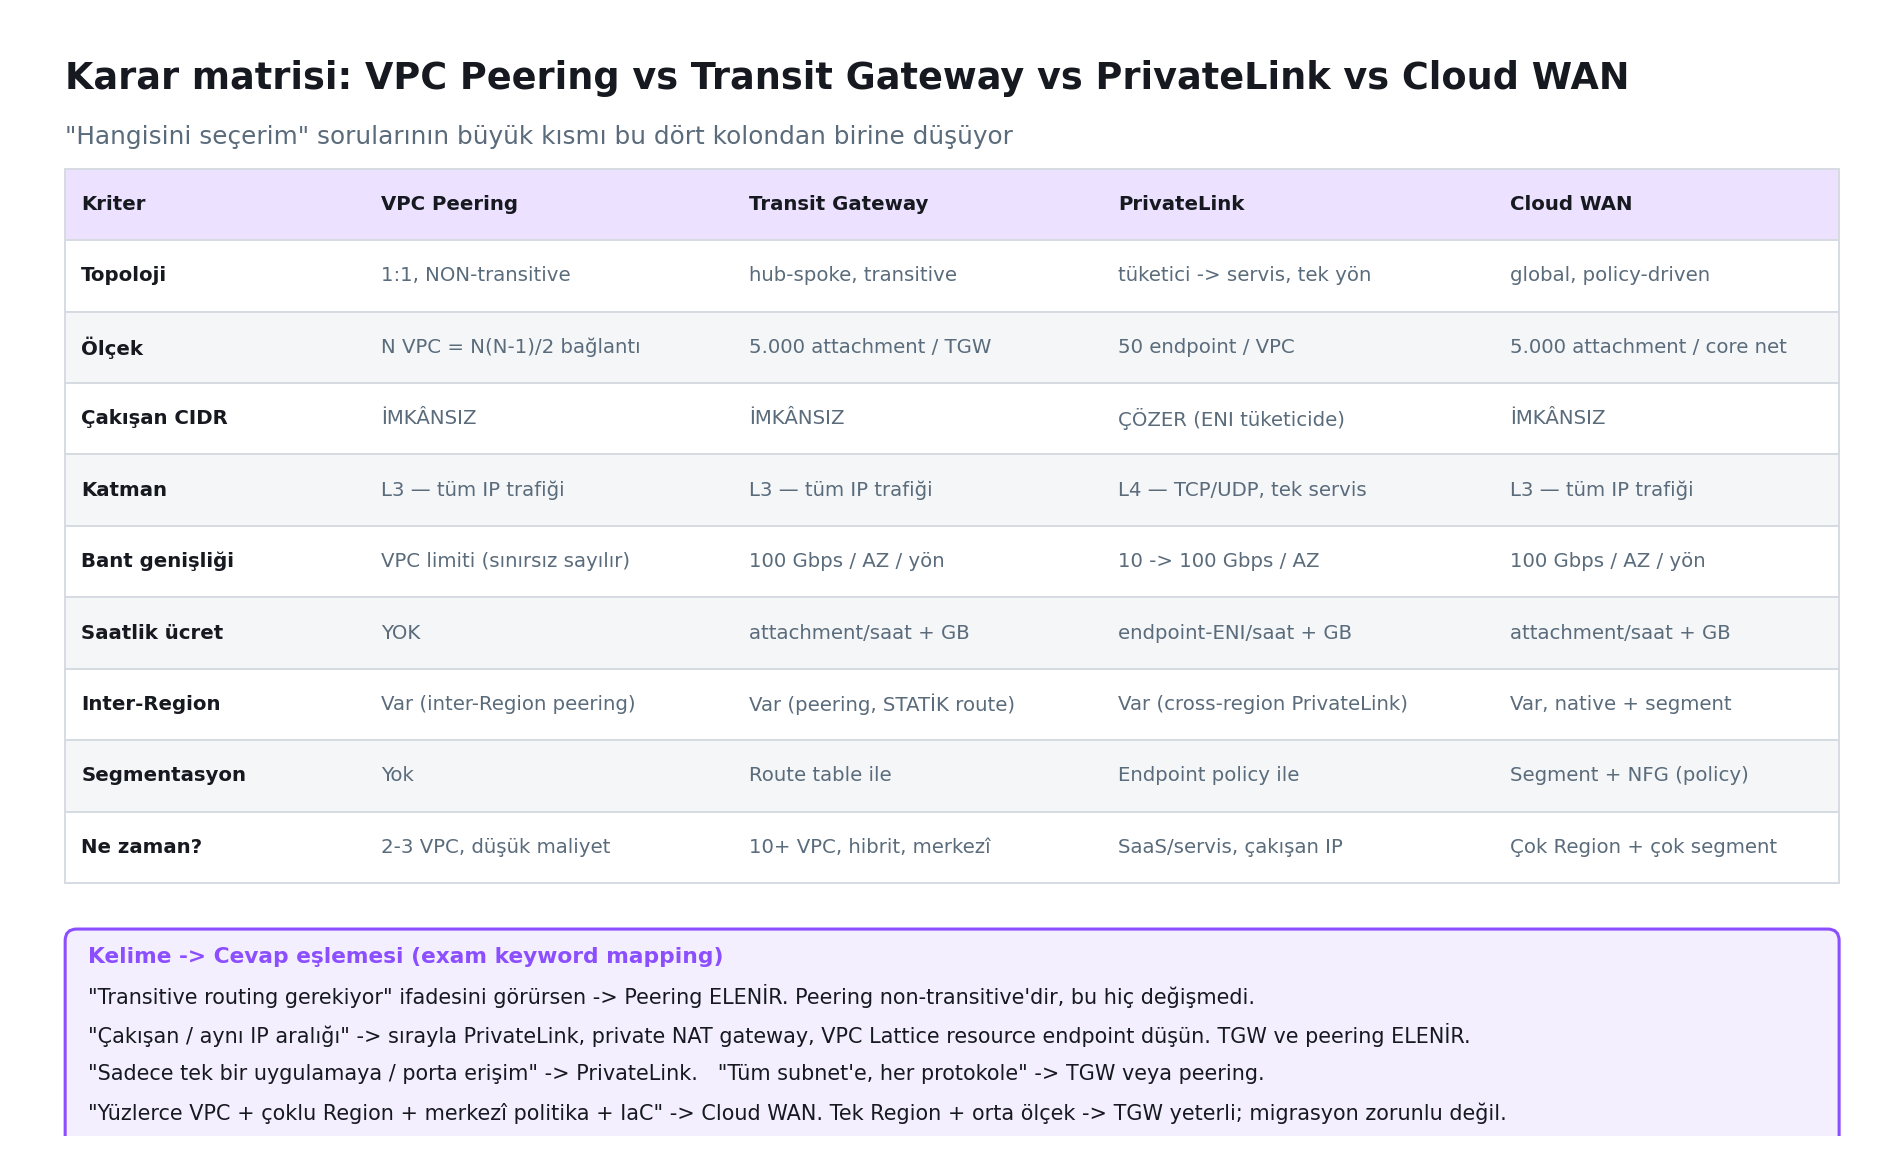 Karar matrisi: VPC Peering vs Transit Gateway vs PrivateLink vs Cloud WAN
"Hangisini seçerim" sorularının büyük kısmı bu dört kolondan birine düşüyor
Kriter VPC Peering Transit Gateway PrivateLink Cloud WAN
Topoloji 1:1, NON-transitive hub-spoke, transitive tüketici -> servis, tek yön global, policy-driven
Ölçek N VPC = N(N-1)/2 bağlantı 5.000 attachment / TGW 50 endpoint / VPC 5.000 attachment / core net
Çakışan CIDR İMKÂNSIZ İMKÂNSIZ ÇÖZER (ENI tüketicide) İMKÂNSIZ
Katman L3 — tüm IP trafiği L3 — tüm IP trafiği L4 — TCP/UDP, tek servis L3 — tüm IP trafiği
Bant genişliği VPC limiti (sınırsız sayılır) 100 Gbps / AZ / yön 10 -> 100 Gbps / AZ 100 Gbps / AZ / yön
Saatlik ücret YOK attachment/saat + GB endpoint-ENI/saat + GB attachment/saat + GB
Inter-Region Var (inter-Region peering) Var (peering, STATİK route) Var (cross-region PrivateLink) Var, native + segment
Segmentasyon Yok Route table ile Endpoint policy ile Segment + NFG (policy)
Ne zaman? 2-3 VPC, düşük maliyet 10+ VPC, hibrit, merkezî SaaS/servis, çakışan IP Çok Region + çok segment
Kelime -> Cevap eşlemesi (exam keyword mapping)
"Transitive routing gerekiyor" ifadesini görürsen -> Peering ELENİR. Peering non-transitive'dir, bu hiç değişmedi.
"Çakışan / aynı IP aralığı" -> sırayla PrivateLink, private NAT gateway, VPC Lattice resource endpoint düşün. TGW ve peering ELENİR.
"Sadece tek bir uygulamaya / porta erişim" -> PrivateLink.   "Tüm subnet'e, her protokole" -> TGW veya peering.
"Yüzlerce VPC + çoklu Region + merkezî politika + IaC" -> Cloud WAN. Tek Region + orta ölçek -> TGW yeterli; migrasyon zorunlu değil.